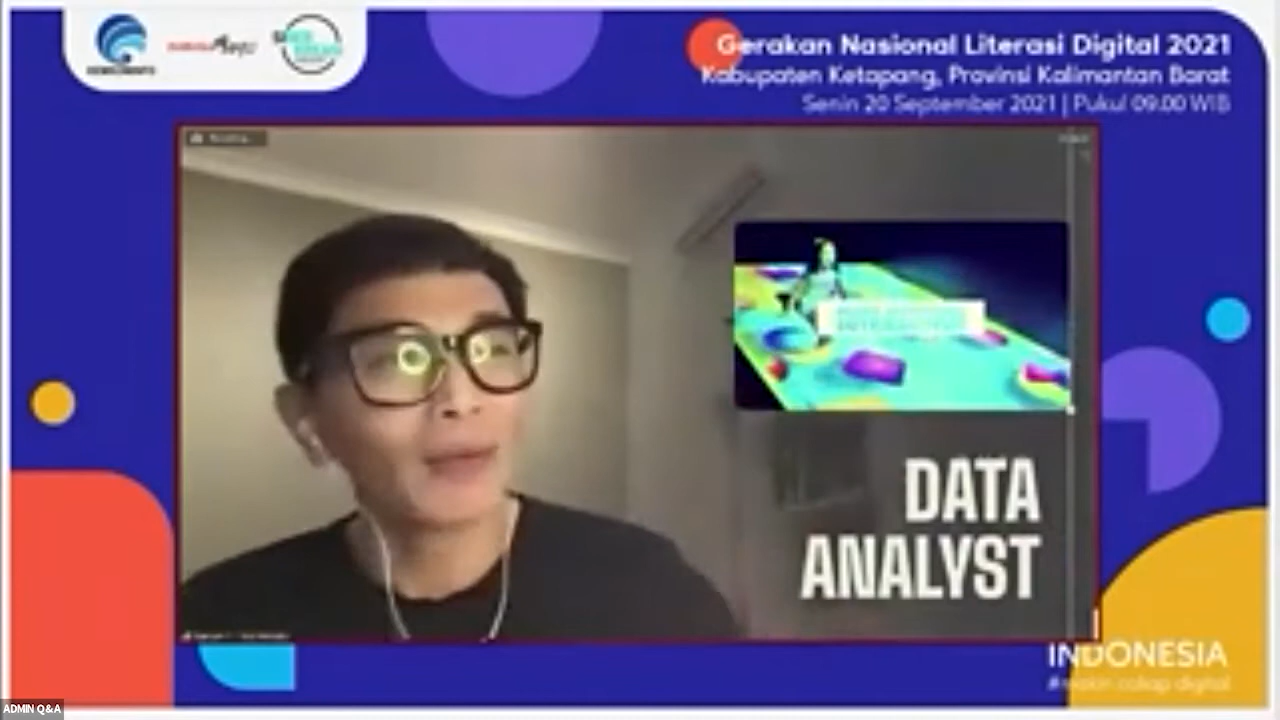 Gerakan Nasional Literasi Digital 2021
Kabupaten Ketapang, Provinsi Kalimantan Barat
Senin 20 September 2021 | Pukul 09.00 WIB
DATA
ANALYST
INDONESIA
#makin cakap digital
ADMIN Q&A